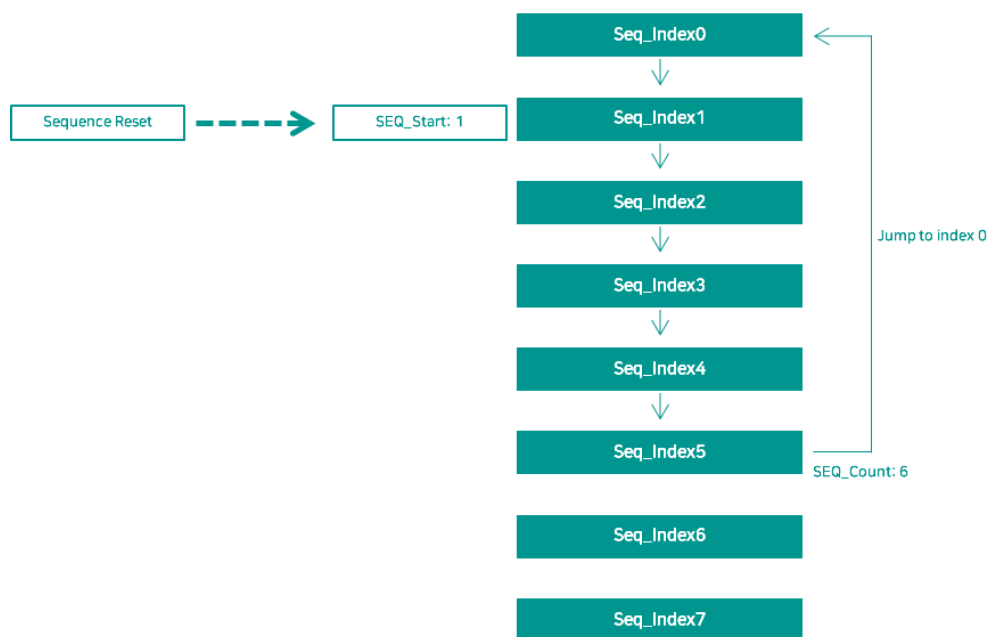 Seq_Index0
Sequence Reset
SEQ_Start: 1
Seq_Index1
Seq_Index2
Jump to index 0
Seq_Index3
Seq_Index4
Seq_Index5
SEQ_Count: 6
Seq_Index6
Seq_Index7